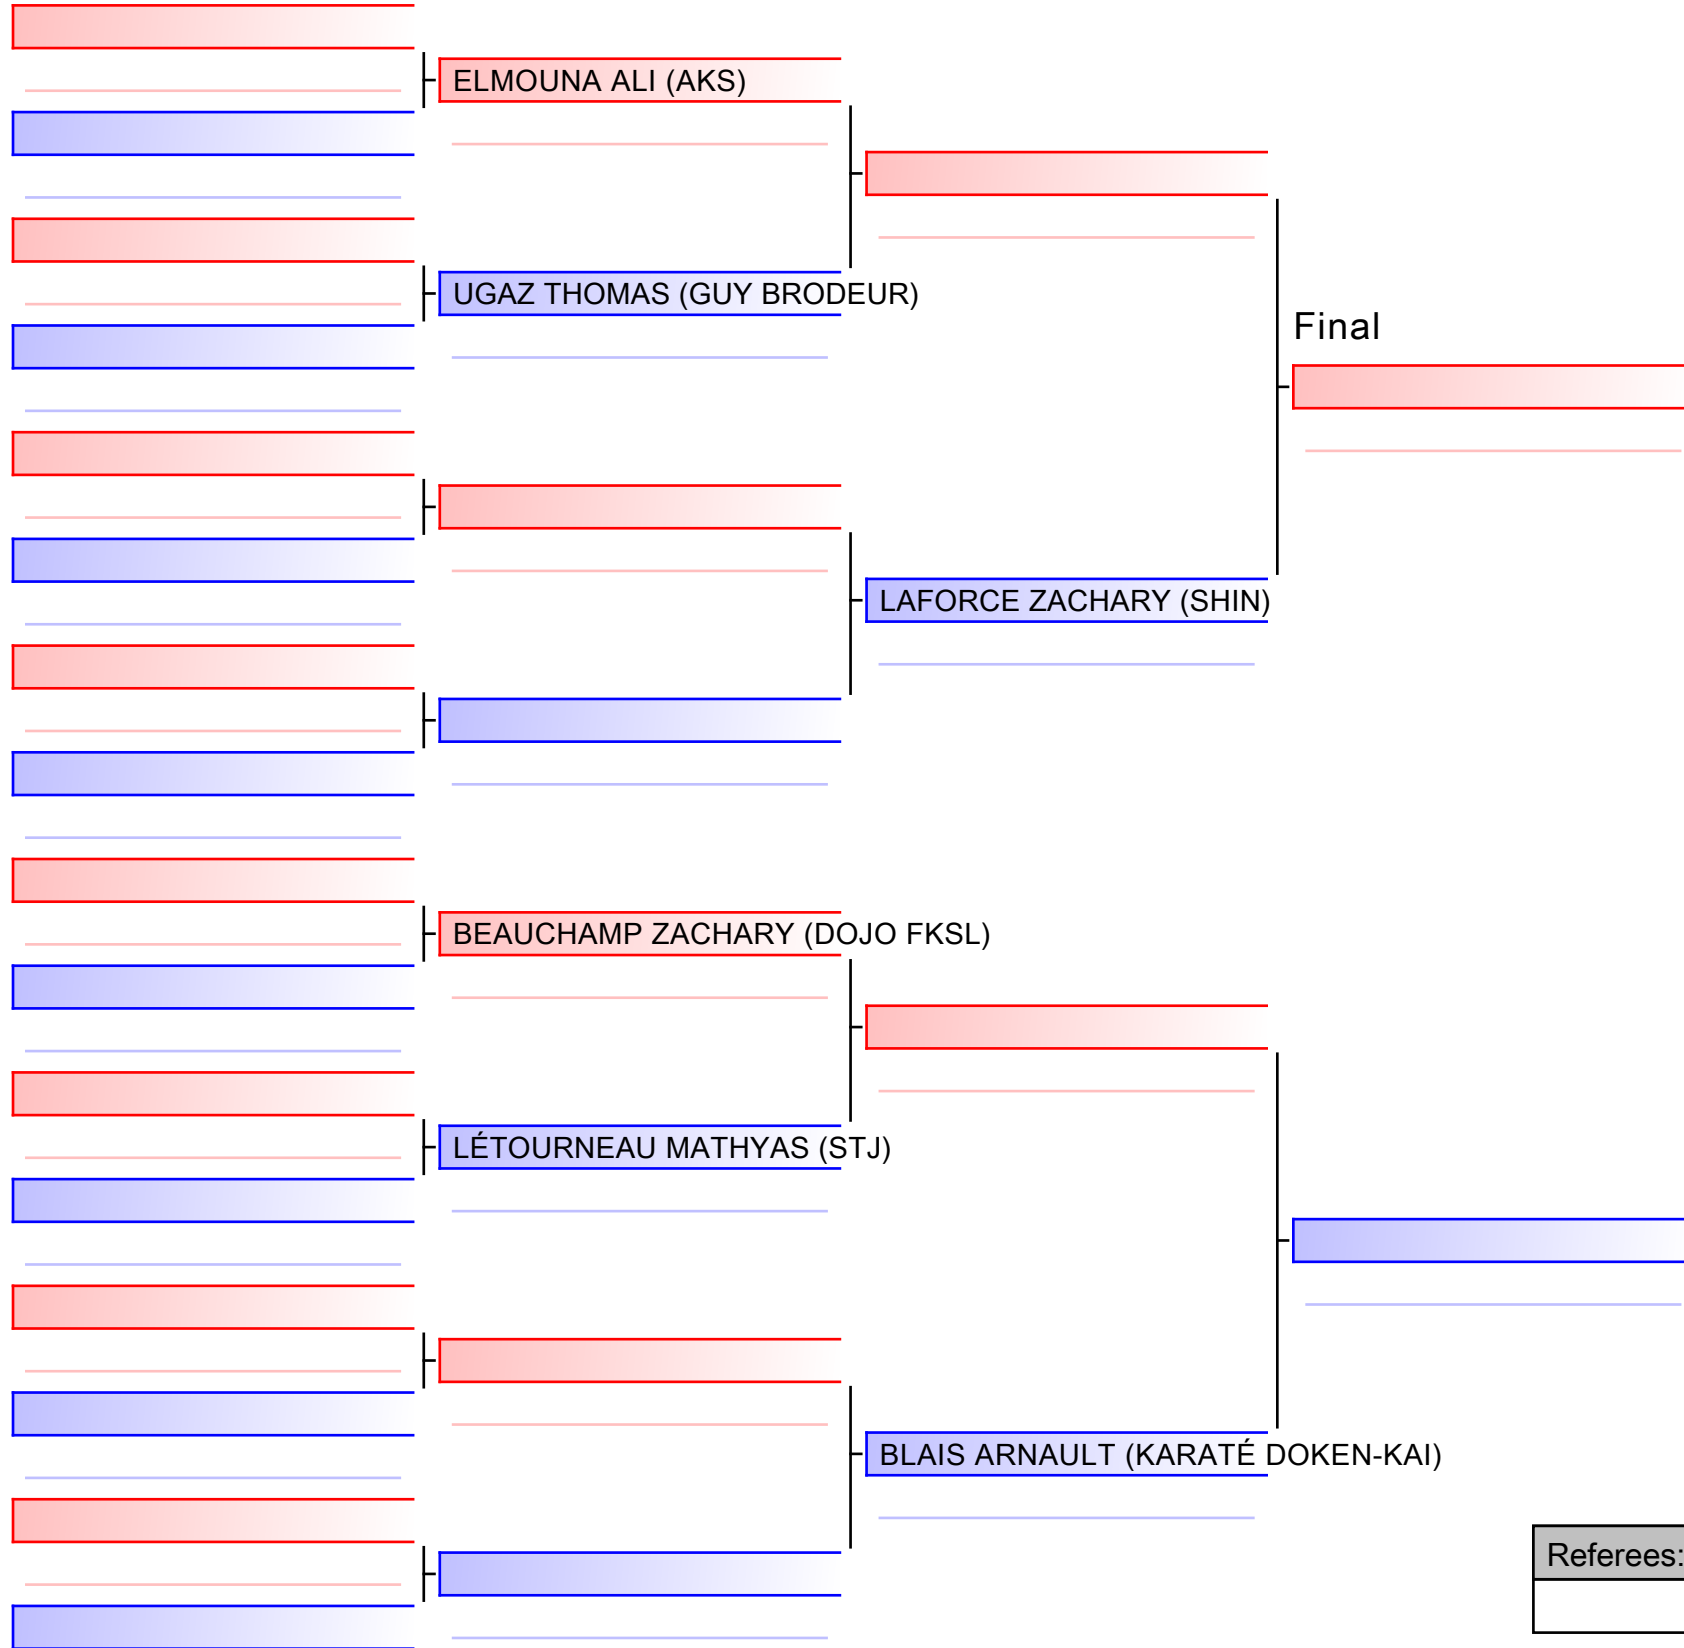 ELMOUNA ALI (AKS)
UGAZ THOMAS (GUY BRODEUR)
Final
LAFORCE ZACHARY (SHIN)
BEAUCHAMP ZACHARY (DOJO FKSL)
LÉTOURNEAU MATHYAS (STJ)
BLAIS ARNAULT (KARATÉ DOKEN-KAI)
Referees: